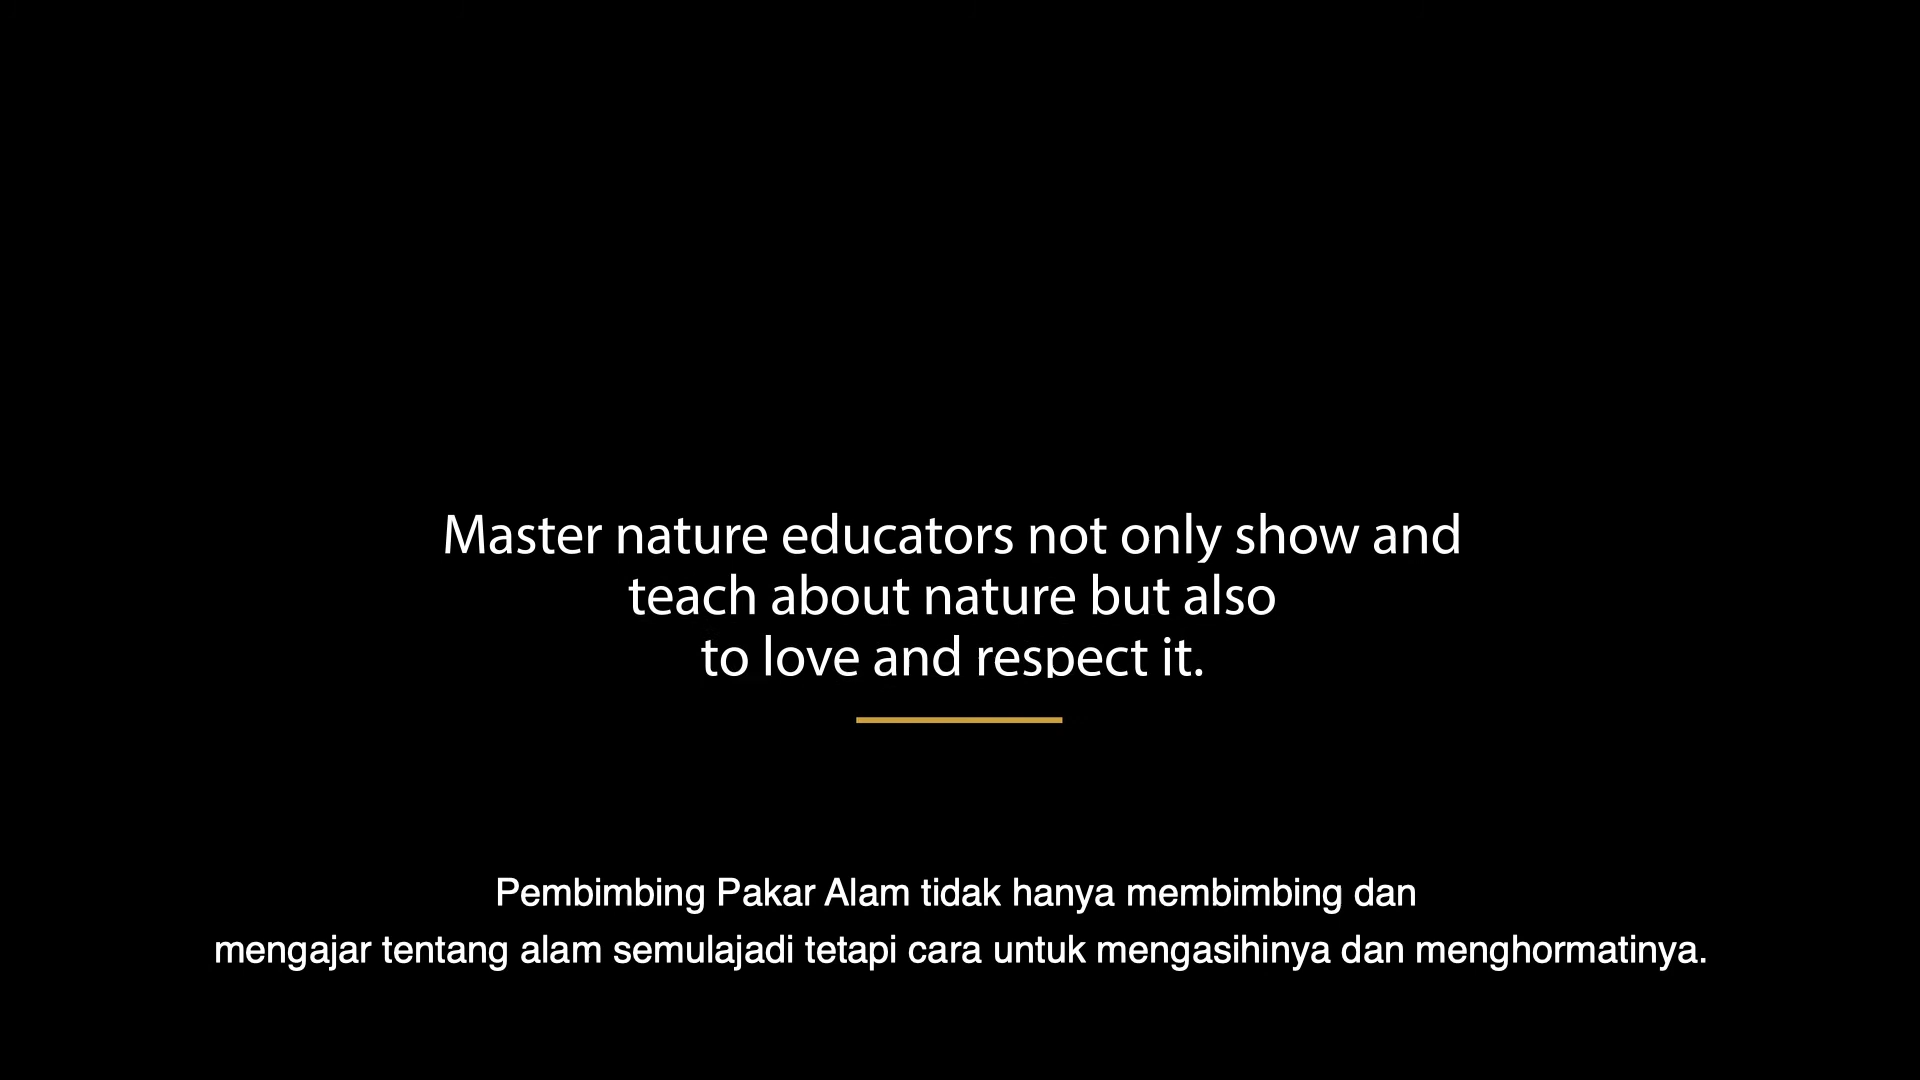 Master nature educators not only show and
teach about nature but also
to love and respect it.
Pembimbing Pakar Alam tidak hanya membimbing dan
mengajar tentang alam semulajadi tetapi cara untuk mengasihinya dan menghormatinya.